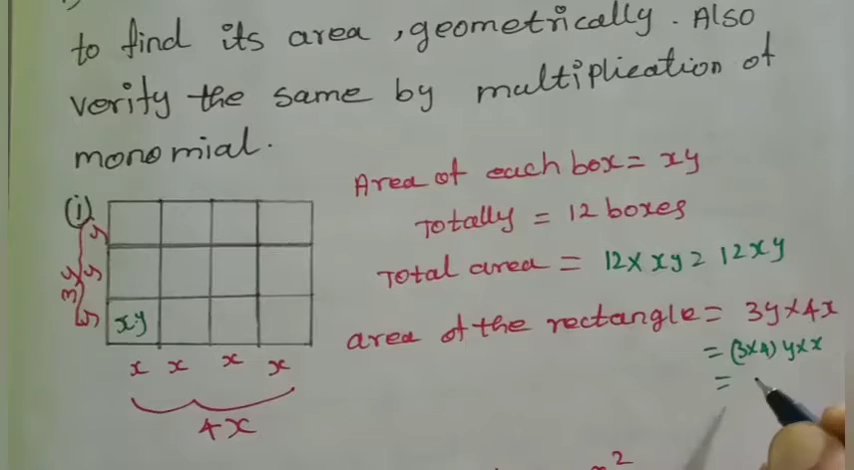 to find its area, geometrically. Also
verify the same by multiplication of
monomial.
(i)
y
y
y
3y
xy
x x x x
4x
Area of each box = xy
Totally = 12 boxes
Total area = 12 × xy = 12xy
area of the rectangle = 3y × 4x
= (3×4) y×x
=
2